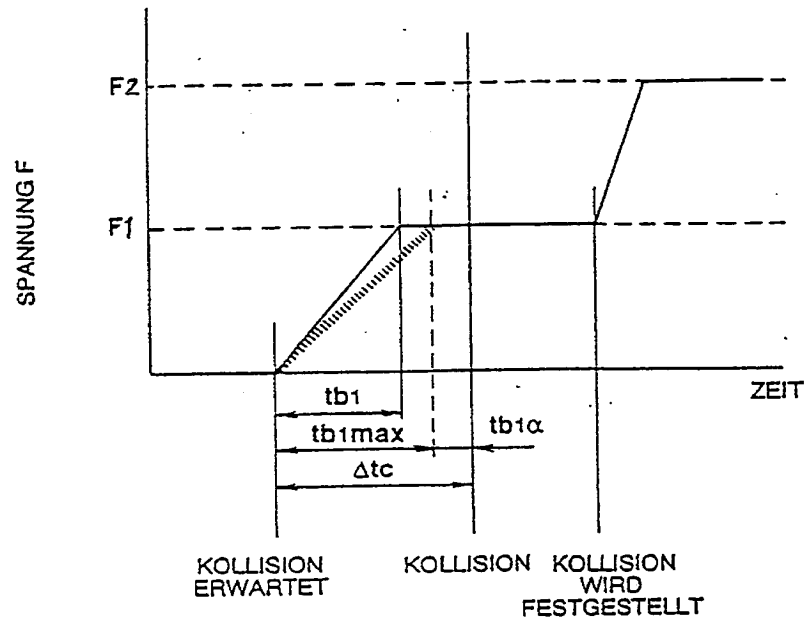 F2
SPANNUNG F
F1
ZEIT
tb1
tb1max
tb1α
Δtc
KOLLISION
ERWARTET
KOLLISION
KOLLISION
WIRD
FESTGESTELLT